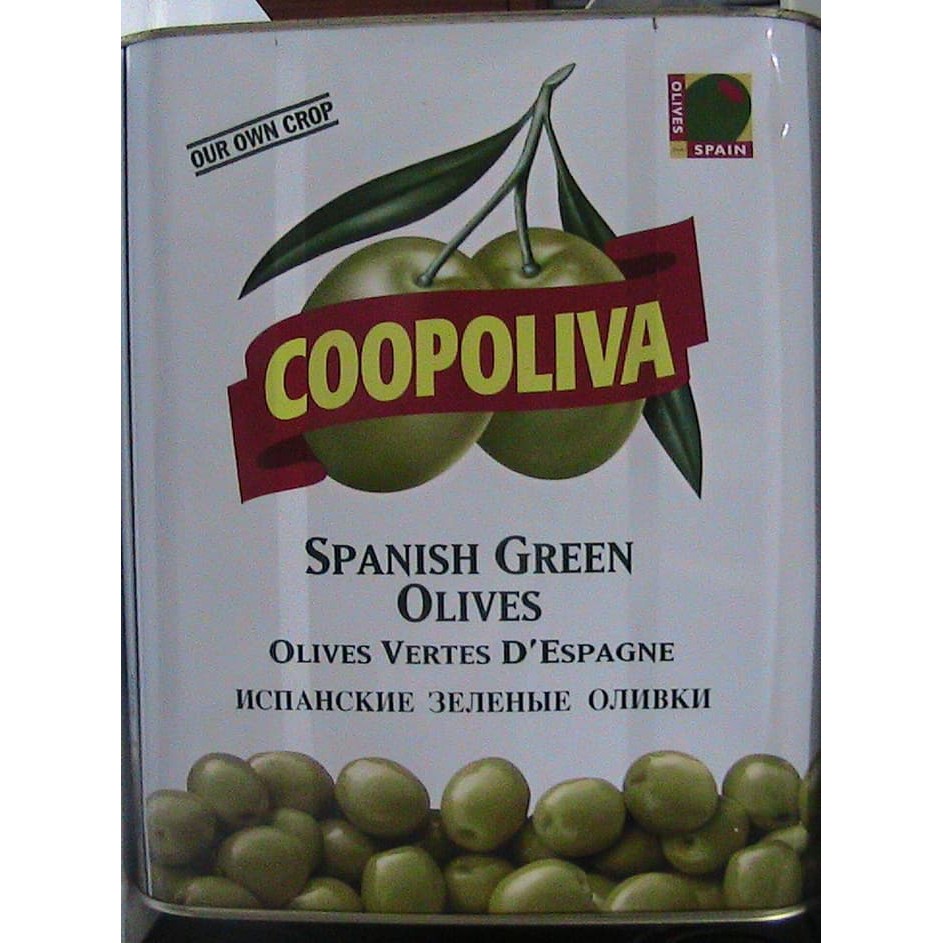 OUR OWN CROP
OLIVES
SPAIN
COOPOLIVA
SPANISH GREEN
OLIVES
OLIVES VERTES D'ESPAGNE
ИСПАНСКИЕ ЗЕЛЕНЫЕ ОЛИВКИ